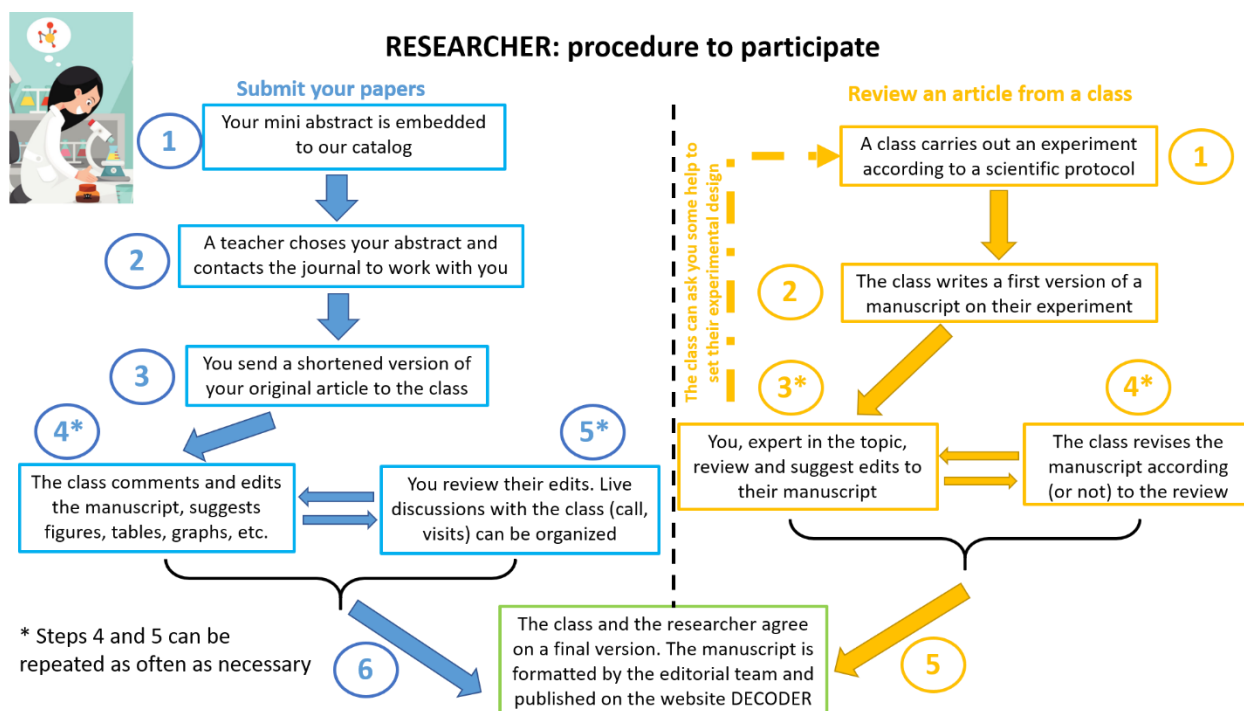 RESEARCHER: procedure to participate
Submit your papers
1
Your mini abstract is embedded
to our catalog
2
A teacher choses your abstract and
contacts the journal to work with you
3
You send a shortened version of
your original article to the class
4*
The class comments and edits
the manuscript, suggests
figures, tables, graphs, etc.
5*
You review their edits. Live
discussions with the class (call,
visits) can be organized
* Steps 4 and 5 can be
repeated as often as necessary
6
Review an article from a class
The class can ask you some help to
set their experimental design
A class carries out an experiment
according to a scientific protocol
1
2
The class writes a first version of a
manuscript on their experiment
3*
You, expert in the topic,
review and suggest edits to
their manuscript
4*
The class revises the
manuscript according
(or not) to the review
5
The class and the researcher agree
on a final version. The manuscript is
formatted by the editorial team and
published on the website DECODER